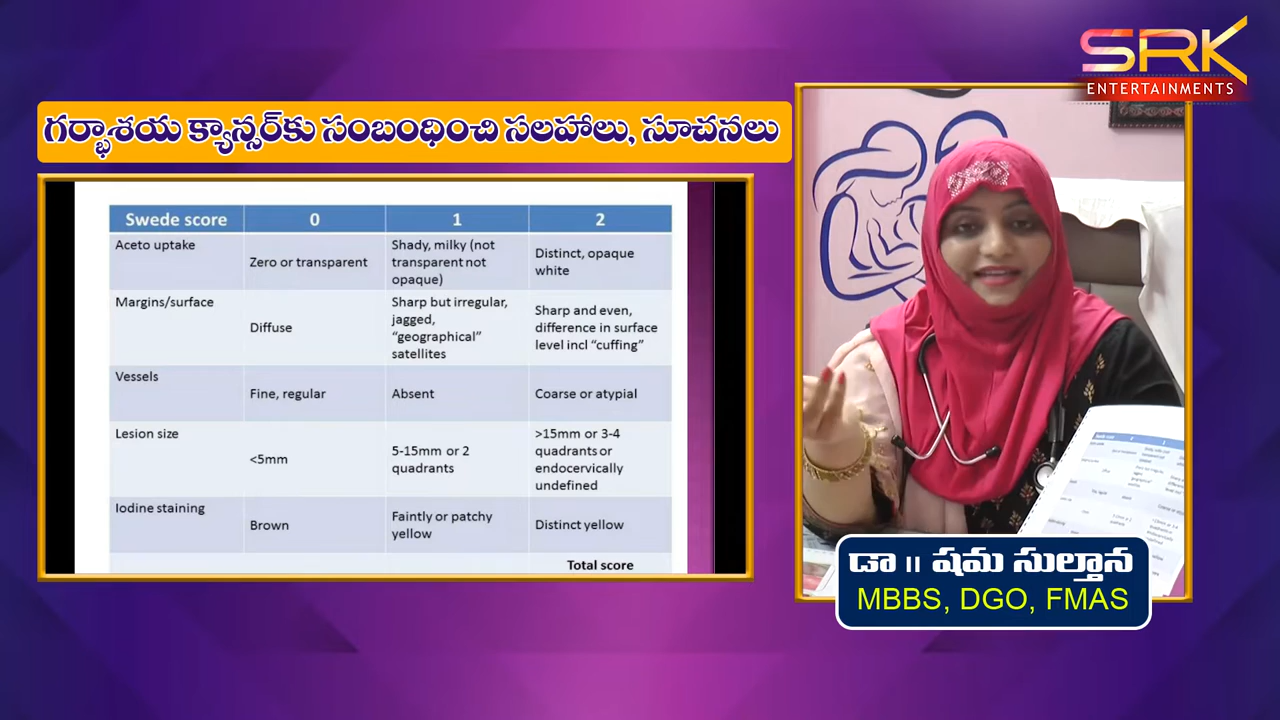 SRK
ENTERTAINMENTS
గర్భాశయ క్యాన్సర్‌కు సంబంధించి సలహాలు, సూచనలు
Swede score 0 1 2
Aceto uptake
Zero or transparent
Shady, milky (not
transparent not
opaque)
Distinct, opaque
white
Margins/surface
Diffuse
Sharp but irregular,
jagged,
“geographical”
satellites
Sharp and even,
difference in surface
level incl “cuffing”
Vessels
Fine, regular
Absent
Coarse or atypial
Lesion size
<5mm
5-15mm or 2
quadrants
>15mm or 3-4
quadrants or
endocervically
undefined
Iodine staining
Brown
Faintly or patchy
yellow
Distinct yellow
Total score
డా ॥ షమ సుల్తాన
MBBS, DGO, FMAS